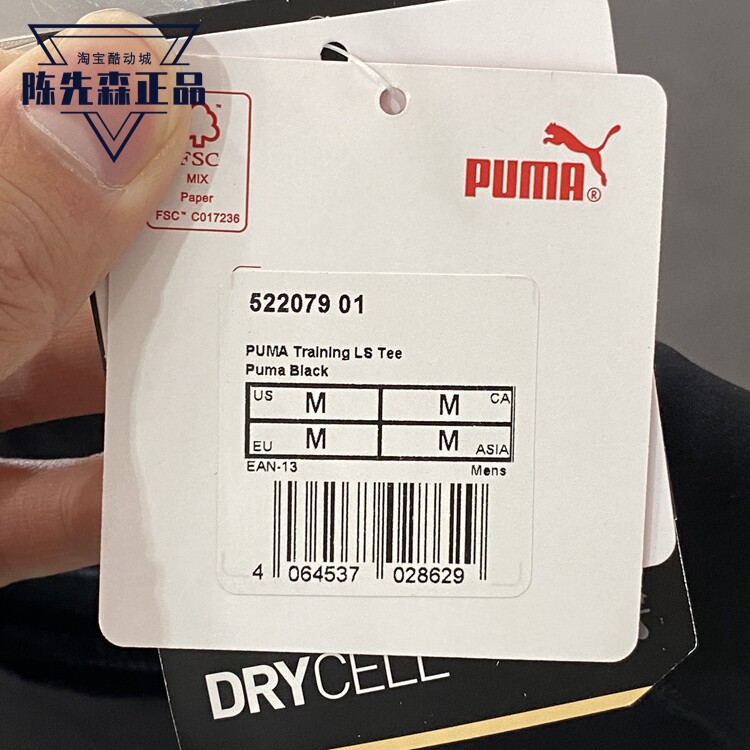 淘宝酷动城
陈先森正品
FSC
MIX
Paper
FSC™ C017236
PUMA®
522079 01
PUMA Training LS Tee
Puma Black
US M M CA
EU M M ASIA
EAN-13 Mens
4 064537 028629
DRYCELL